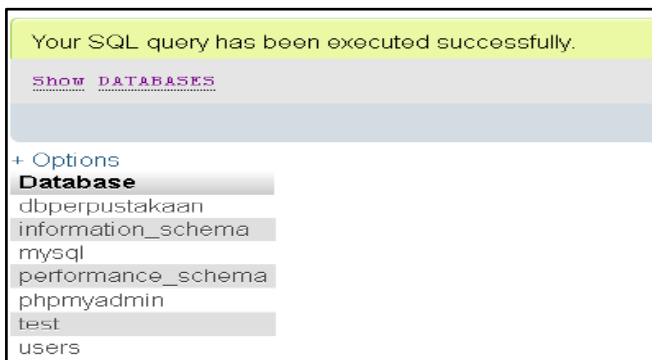 Your SQL query has been executed successfully.
Show DATABASES
+ Options
Database
dbperpustakaan
information_schema
mysql
performance_schema
phpmyadmin
test
users